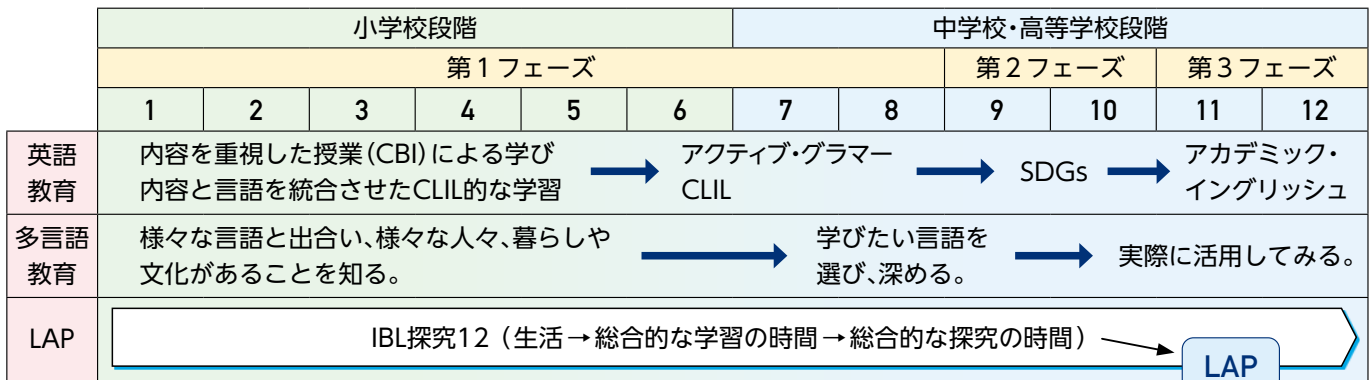 小学校段階 中学校・高等学校段階
第1フェーズ 第2フェーズ 第3フェーズ
1 2 3 4 5 6 7 8 9 10 11 12
英語
教育
内容を重視した授業(CBI)による学び
内容と言語を統合させたCLIL的な学習
アクティブ・グラマー
CLIL
SDGs
アカデミック・
イングリッシュ
多言語
教育
様々な言語と出合い、様々な人々、暮らしや
文化があることを知る。
学びたい言語を
選び、深める。
実際に活用してみる。
LAP
IBL探究12(生活→総合的な学習の時間→総合的な探究の時間)
LAP